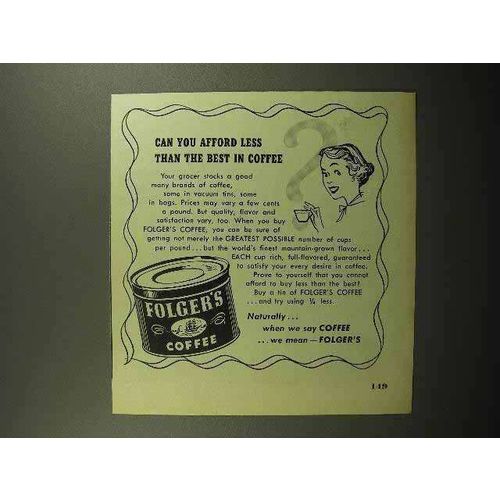 CAN YOU AFFORD LESS
THAN THE BEST IN COFFEE
Your grocer stocks a good
many brands of coffee,
some in vacuum tins, some
in bags. Prices may vary a few cents
a pound. But quality, flavor and
satisfaction vary, too. When you buy
FOLGER'S COFFEE, you can be sure of
getting not merely the GREATEST POSSIBLE number of cups
per pound... but the world's finest mountain-grown flavor...
EACH cup rich, full-flavored, guaranteed
to satisfy your every desire in coffee.
Prove to yourself that you cannot
afford to buy less than the best!
Buy a tin of FOLGER'S COFFEE
...and try using ¼ less.
Naturally...
when we say COFFEE
...we mean — FOLGER'S
FOLGER'S
COFFEE
149
?